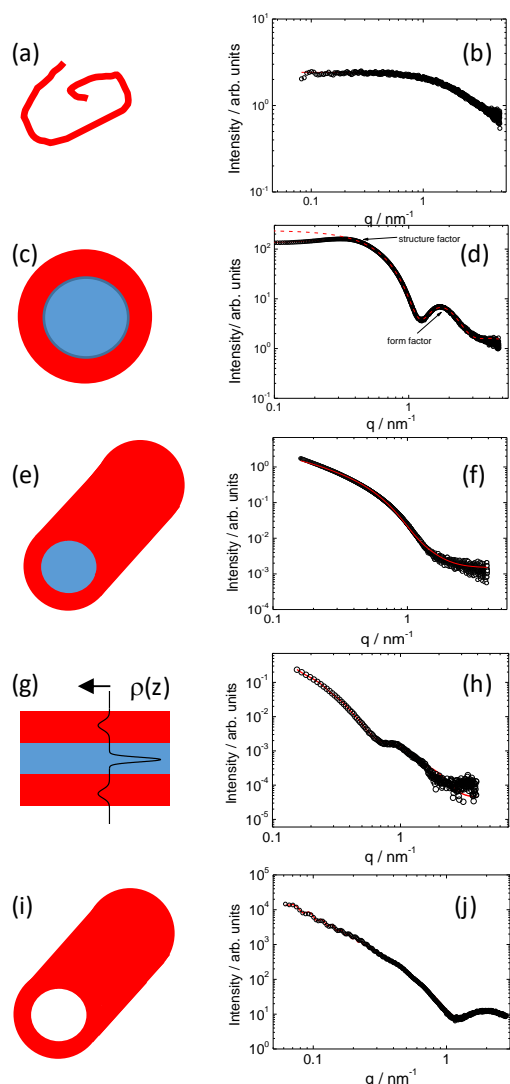 (a)
(b)
Intensity / arb. units
10^1
10^0
10^-1
0.1
1
q / nm^-1
(c)
(d)
Intensity/ arb. units
10^2
10^1
10^0
10^-1
structure factor
form factor
0.1
1
q / nm^-1
(e)
(f)
Intensity / arb. units
10^0
10^-1
10^-2
10^-3
10^-4
0.1
1
q / nm^-1
(g)
ρ(z)
(h)
Intensity / arb. units
10^-1
10^-2
10^-3
10^-4
10^-5
0.1
1
q / nm^-1
(i)
(j)
Intensity / arb. units
10^5
10^4
10^3
10^2
10^1
10^0
0.1
1
q / nm^-1